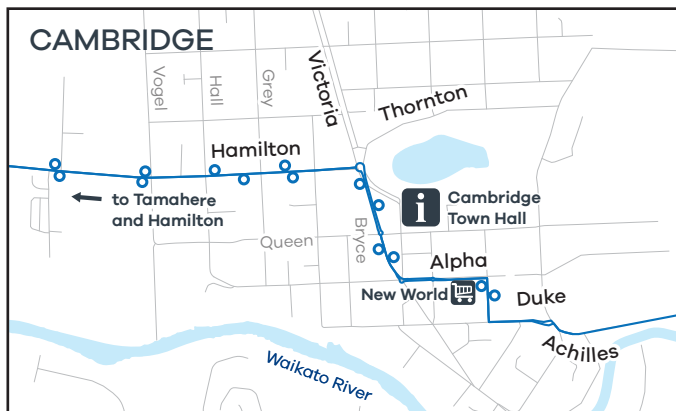 CAMBRIDGE
Vogel
Hall
Grey
Victoria
Thornton
Hamilton
to Tamahere
and Hamilton
i
Cambridge
Town Hall
Queen
Bryce
Alpha
New World
Duke
Achilles
Waikato River